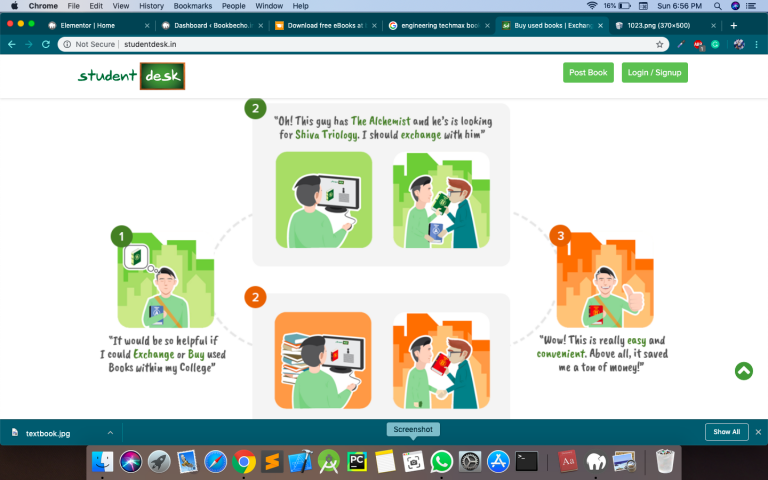 Chrome File Edit View History Bookmarks People Window Help 16% Sun 6:56 PM
Elementor | Home
Dashboard ‹ Bookbecho.
Download free eBooks at
engineering techmax boo
Buy used books | Exchan
1023.png (370×500)
Not Secure | studentdesk.in
student desk
Post Book
Login / Signup
2
"Oh! This guy has The Alchemist and he's is looking
for Shiva Triology. I should exchange with him"
1
"It would be so helpful if
I could Exchange or Buy used
Books within my College"
2
3
"Wow! This is really easy and
convenient. Above all, it saved
me a ton of money!"
textbook.jpg
Screenshot
Show All